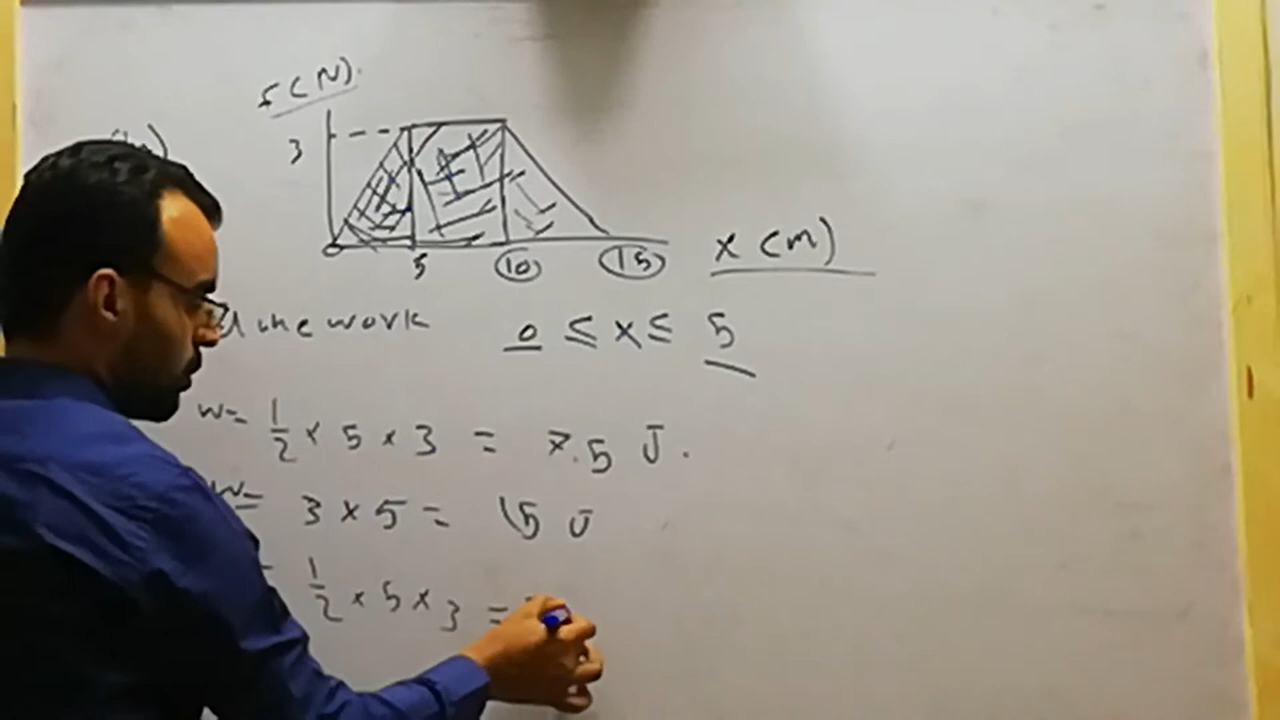 F(N)
3
0 5 10 15 x (m)
the work 0 ≤ x ≤ 5
w= 1/2 × 5 × 3 = 7.5 J.
w= 3 × 5 = 15 J
1/2 × 5 × 3 =